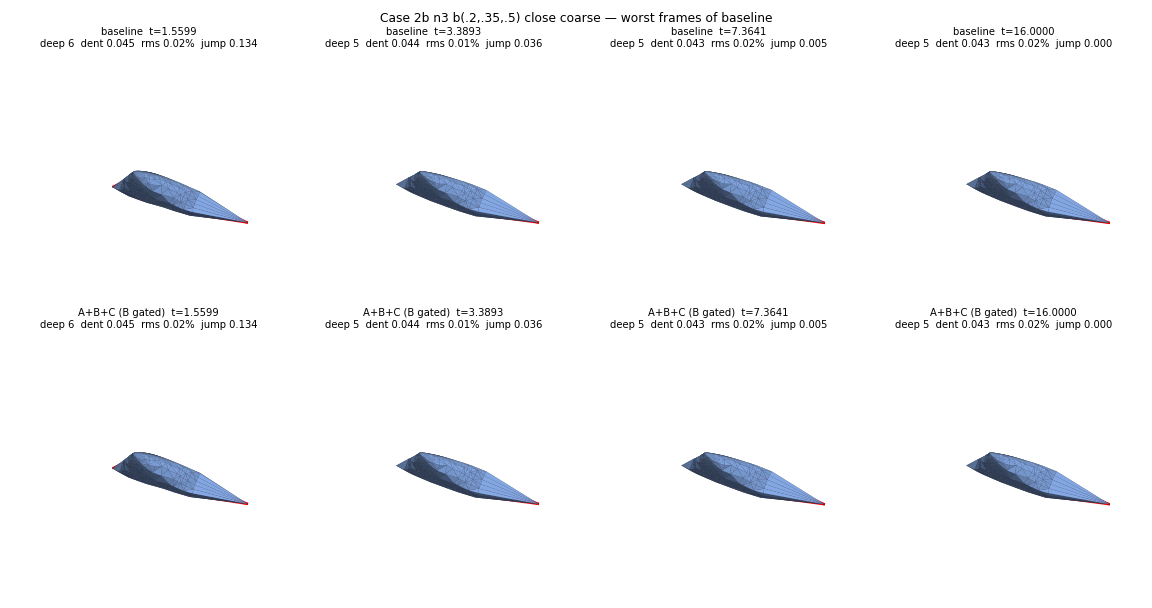 Case 2b n3 b(.2,.35,.5) close coarse — worst frames of baseline
baseline t=1.5599
deep 6 dent 0.045 rms 0.02% jump 0.134
baseline t=3.3893
deep 5 dent 0.044 rms 0.01% jump 0.036
baseline t=7.3641
deep 5 dent 0.043 rms 0.02% jump 0.005
baseline t=16.0000
deep 5 dent 0.043 rms 0.02% jump 0.000
A+B+C (B gated) t=1.5599
deep 6 dent 0.045 rms 0.02% jump 0.134
A+B+C (B gated) t=3.3893
deep 5 dent 0.044 rms 0.01% jump 0.036
A+B+C (B gated) t=7.3641
deep 5 dent 0.043 rms 0.02% jump 0.005
A+B+C (B gated) t=16.0000
deep 5 dent 0.043 rms 0.02% jump 0.000